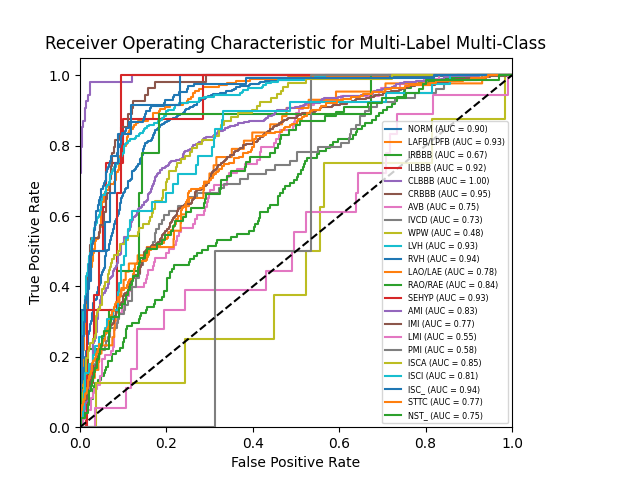 Receiver Operating Characteristic for Multi-Label Multi-Class
1.0
0.8
0.6
0.4
0.2
0.0
True Positive Rate
NORM (AUC = 0.90)
LAFB/LPFB (AUC = 0.93)
IRBBB (AUC = 0.67)
ILBBB (AUC = 0.92)
CLBBB (AUC = 1.00)
CRBBB (AUC = 0.95)
AVB (AUC = 0.75)
IVCD (AUC = 0.73)
WPW (AUC = 0.48)
LVH (AUC = 0.93)
RVH (AUC = 0.94)
LAO/LAE (AUC = 0.78)
RAO/RAE (AUC = 0.84)
SEHYP (AUC = 0.93)
AMI (AUC = 0.83)
IMI (AUC = 0.77)
LMI (AUC = 0.55)
PMI (AUC = 0.58)
ISCA (AUC = 0.85)
ISCI (AUC = 0.81)
ISC_ (AUC = 0.94)
STTC (AUC = 0.77)
NST_ (AUC = 0.75)
0.0 0.2 0.4 0.6 0.8 1.0
False Positive Rate